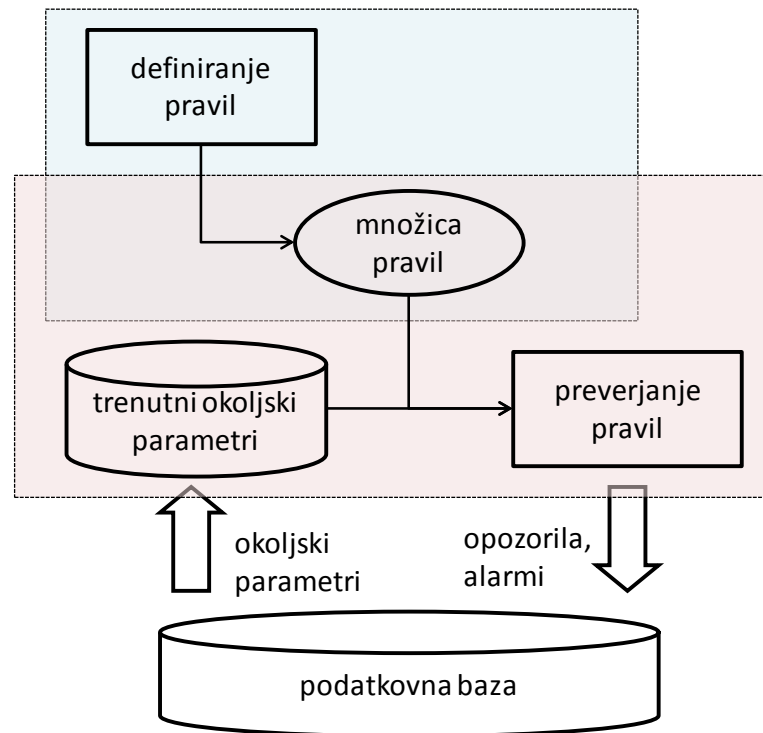 definiranje
pravil
množica
pravil
trenutni okoljski
parametri
preverjanje
pravil
okoljski
parametri
opozorila,
alarmi
podatkovna baza